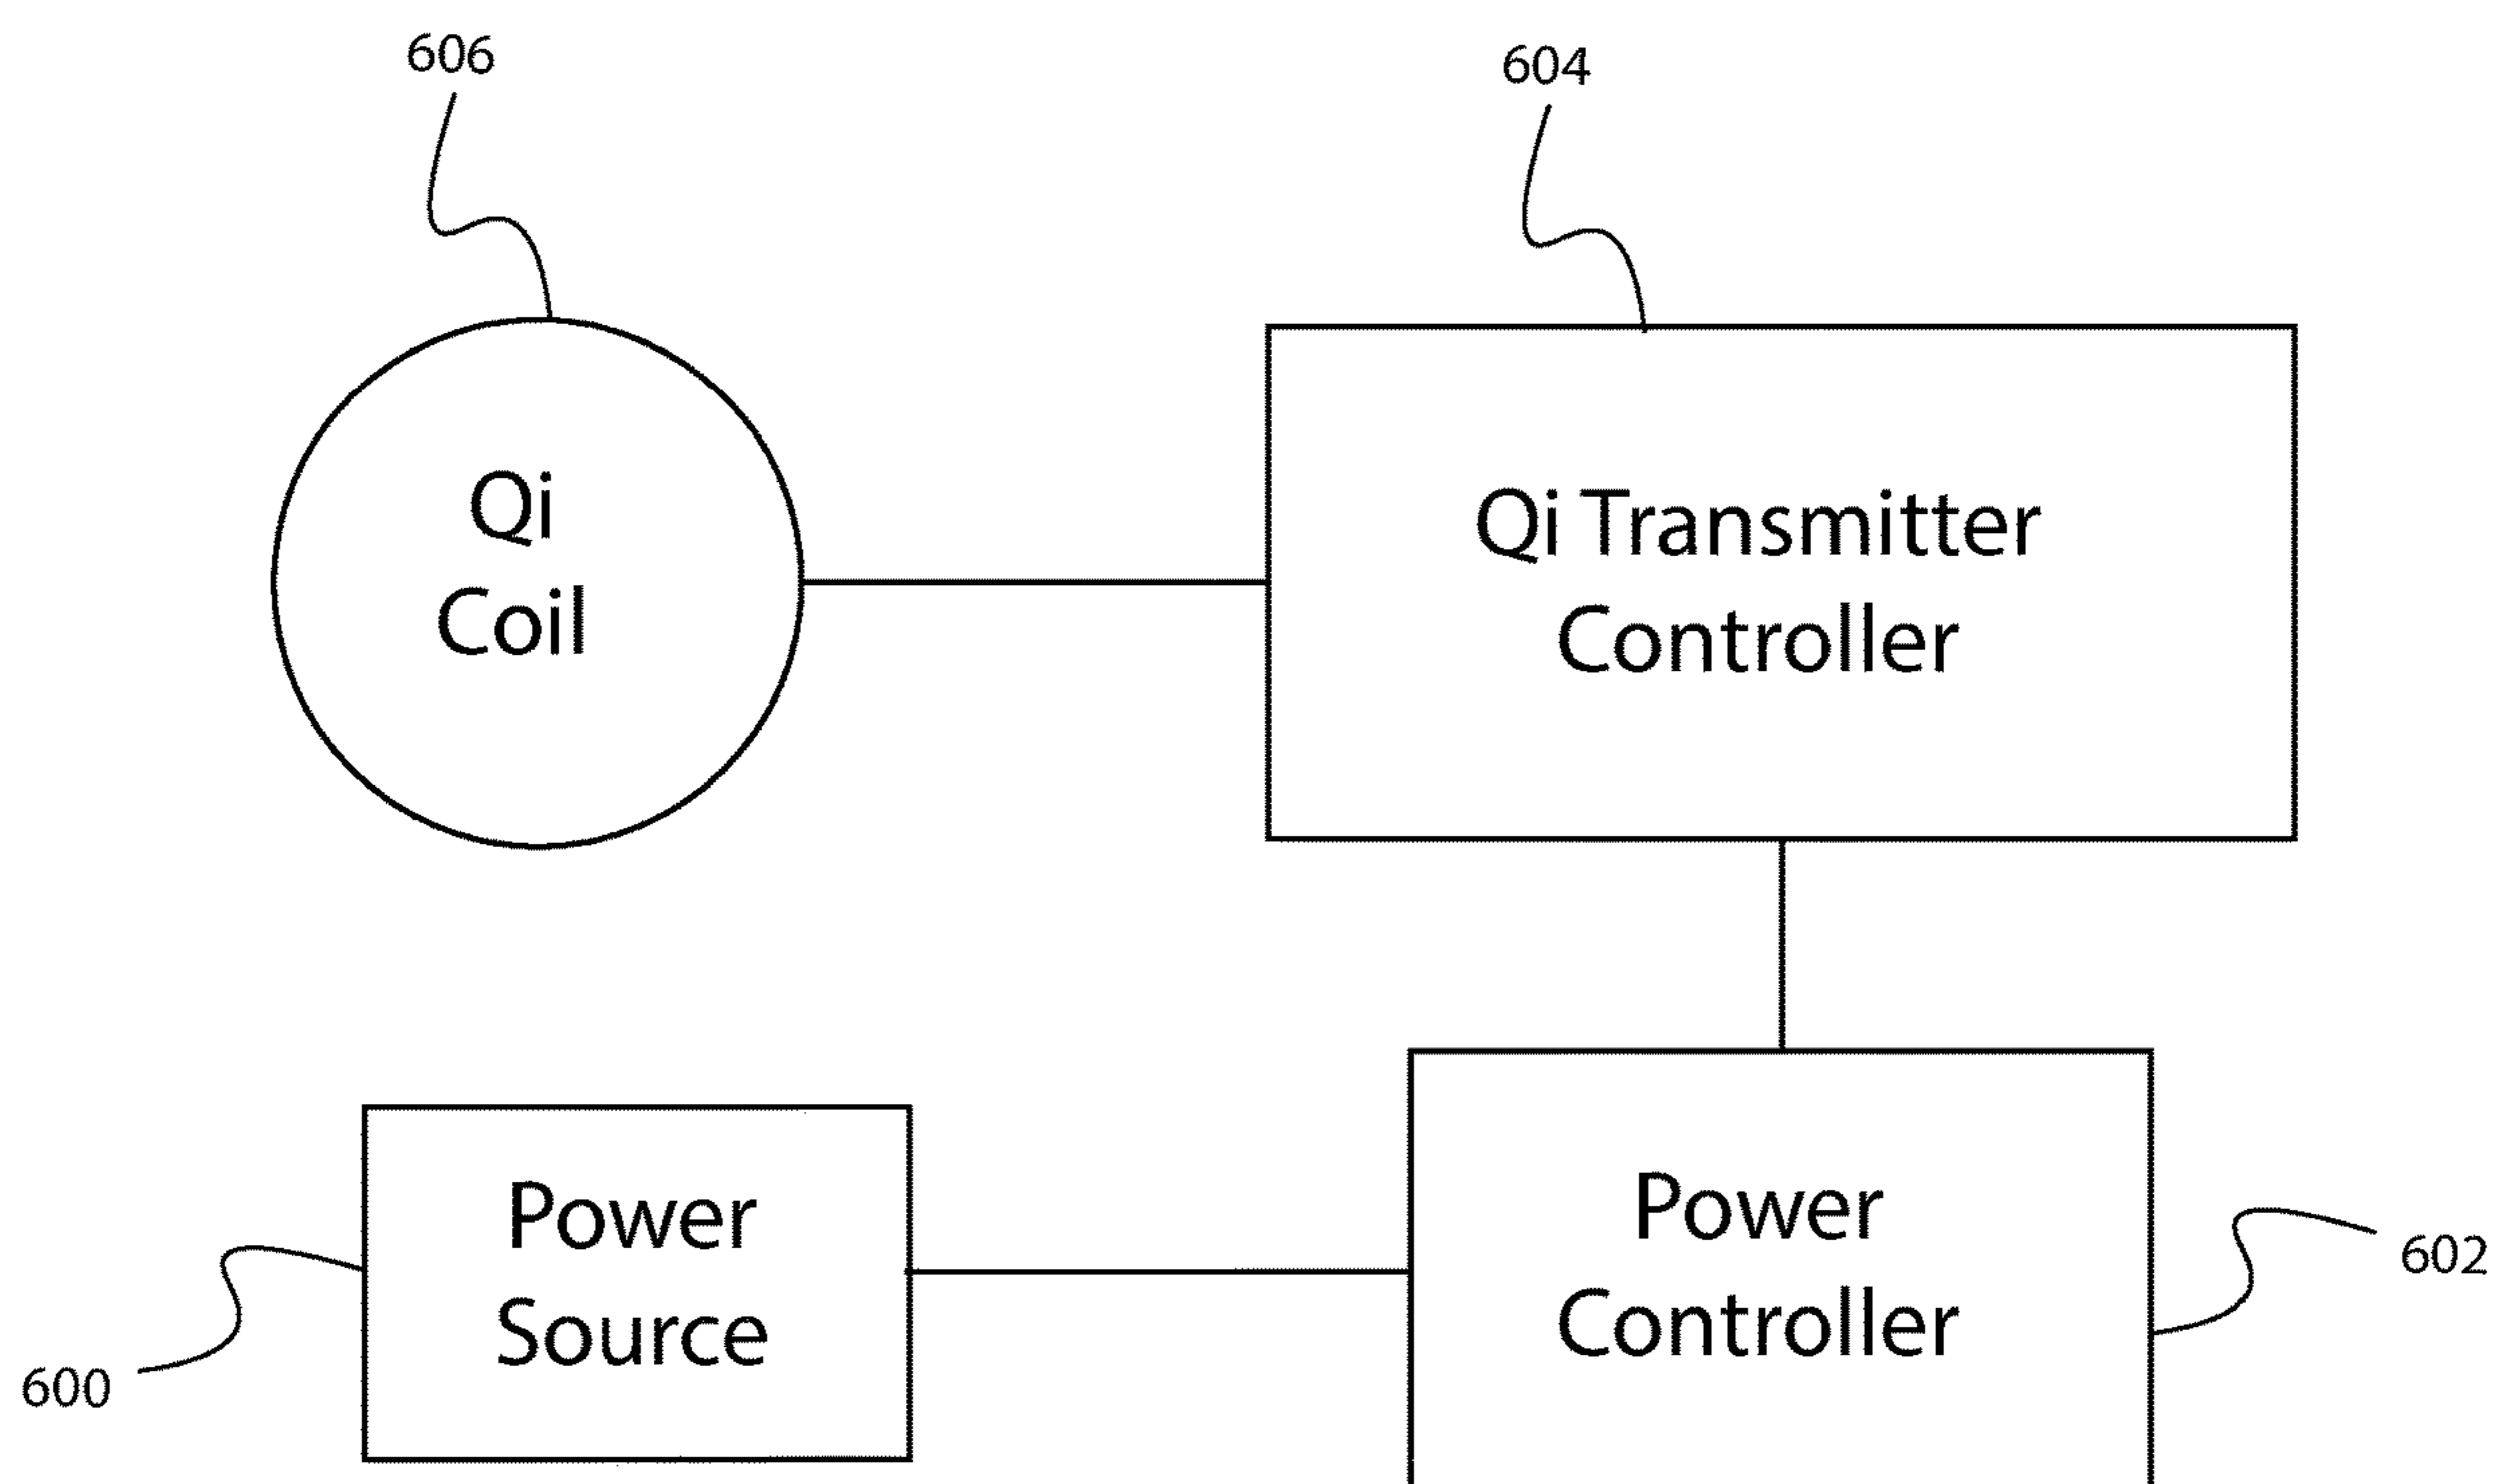 606
604
Qi
Coil
Qi Transmitter
Controller
Power
Source
Power
Controller
600
602